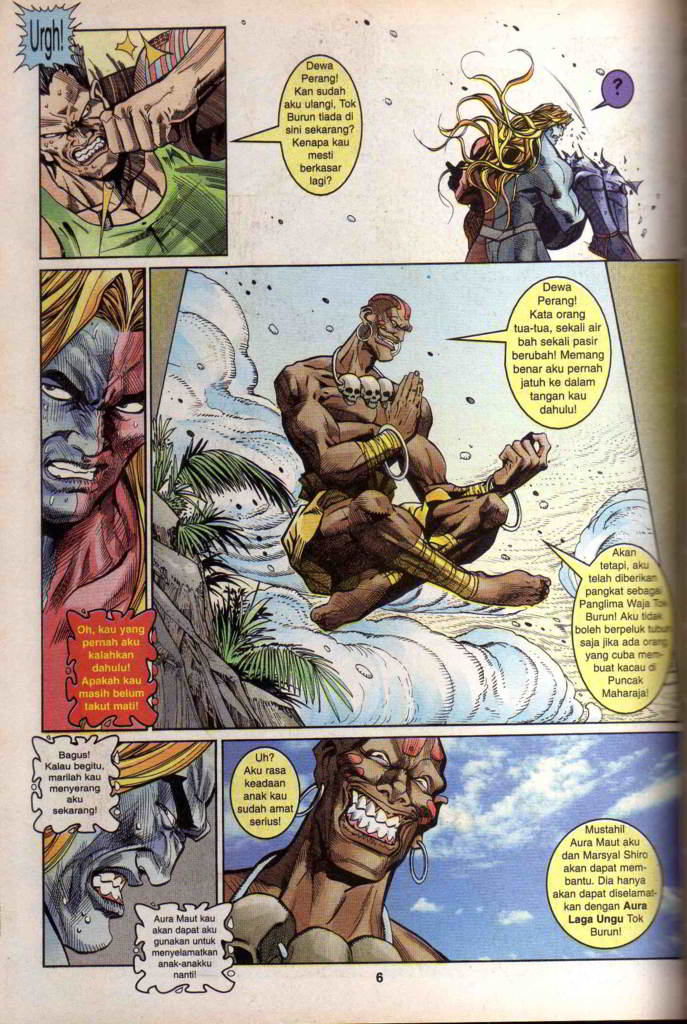 Urgh!
Dewa
Perang!
Kan sudah
aku ulangi, Tok
Burun tiada di
sini sekarang?
Kenapa kau
mesti
berkasar
lagi?
?
Dewa
Perang!
Kata orang
tua-tua, sekali air
bah sekali pasir
berubah! Memang
benar aku pernah
jatuh ke dalam
tangan kau
dahulu!
Akan
tetapi, aku
telah diberikan
pangkat sebagai
Panglima Waja Tok
Burun! Aku tidak
boleh berpeluk tubuh
saja jika ada orang
yang cuba mem-
buat kacau di
Puncak
Maharaja!
Oh, kau yang
pernah aku
kalahkan
dahulu!
Apakah kau
masih belum
takut mati!
Bagus!
Kalau begitu,
marilah kau
menyerang
aku
sekarang!
Aura Maut kau
akan dapat aku
gunakan untuk
menyelamatkan
anak-anakku
nanti!
Uh?
Aku rasa
keadaan
anak kau
sudah amat
serius!
Mustahil
Aura Maut aku
dan Marsyal Shiro
akan dapat mem-
bantu. Dia hanya
akan dapat diselamat-
kan dengan Aura
Laga Ungu Tok
Burun!
6